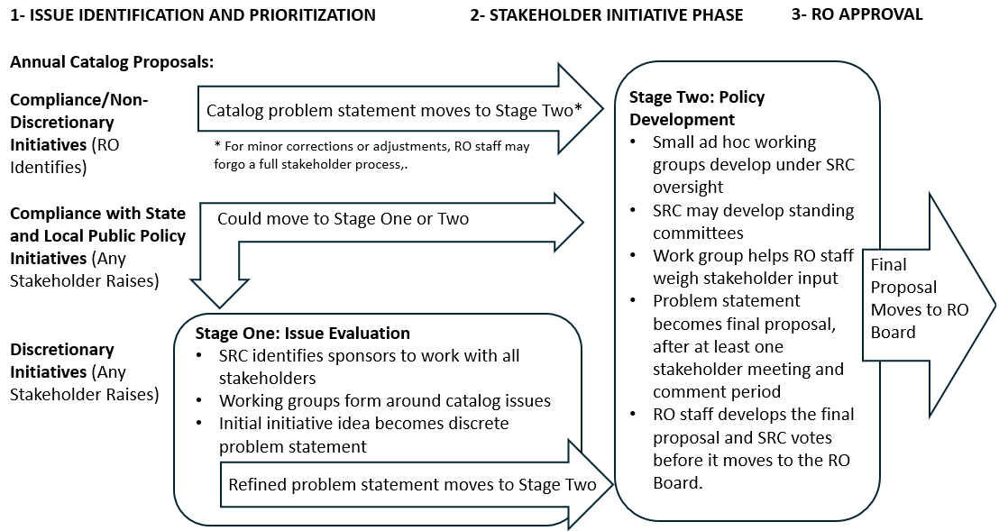 1- ISSUE IDENTIFICATION AND PRIORITIZATION
2- STAKEHOLDER INITIATIVE PHASE
3- RO APPROVAL
Annual Catalog Proposals:
Compliance/Non-
Discretionary
Initiatives (RO
Identifies)
Catalog problem statement moves to Stage Two*
* For minor corrections or adjustments, RO staff may
forgo a full stakeholder process,.
Compliance with State
and Local Public Policy
Initiatives (Any
Stakeholder Raises)
Could move to Stage One or Two
Discretionary
Initiatives (Any
Stakeholder Raises)
Stage One: Issue Evaluation
• SRC identifies sponsors to work with all
stakeholders
• Working groups form around catalog issues
• Initial initiative idea becomes discrete
problem statement
Refined problem statement moves to Stage Two
Stage Two: Policy
Development
• Small ad hoc working
groups develop under SRC
oversight
• SRC may develop standing
committees
• Work group helps RO staff
weigh stakeholder input
• Problem statement
becomes final proposal,
after at least one
stakeholder meeting and
comment period
• RO staff develops the final
proposal and SRC votes
before it moves to the RO
Board.
Final
Proposal
Moves to RO
Board